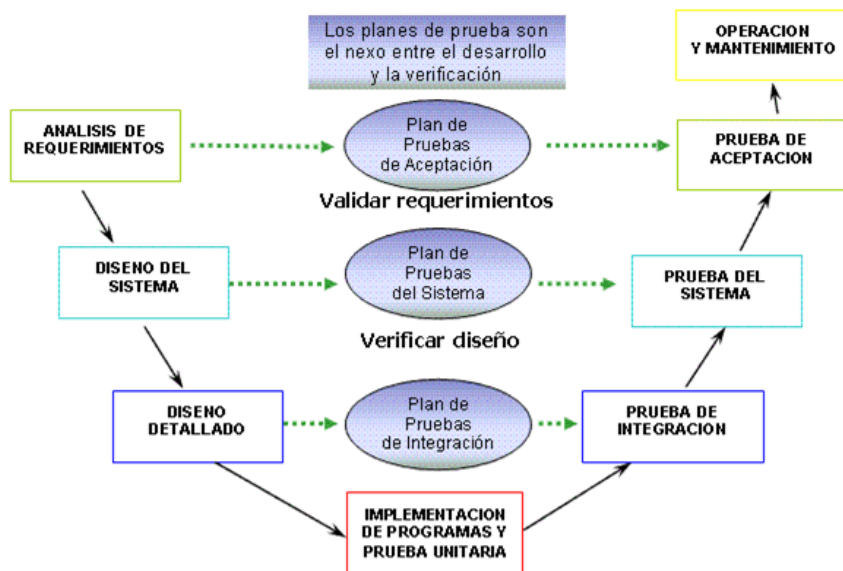 OPERACION
Y MANTENIMIENTO
Los planes de prueba son
el nexo entre el desarrollo
y la verificación
ANALISIS DE
REQUERIMIENTOS
Plan de
Pruebas
de Aceptación
PRUEBA DE
ACEPTACION
Validar requerimientos
DISENO DEL
SISTEMA
Plan de
Pruebas
del Sistema
PRUEBA DEL
SISTEMA
Verificar diseño
DISENO
DETALLADO
Plan de
Pruebas
de Integración
PRUEBA DE
INTEGRACION
IMPLEMENTACION
DE PROGRAMAS Y
PRUEBA UNITARIA